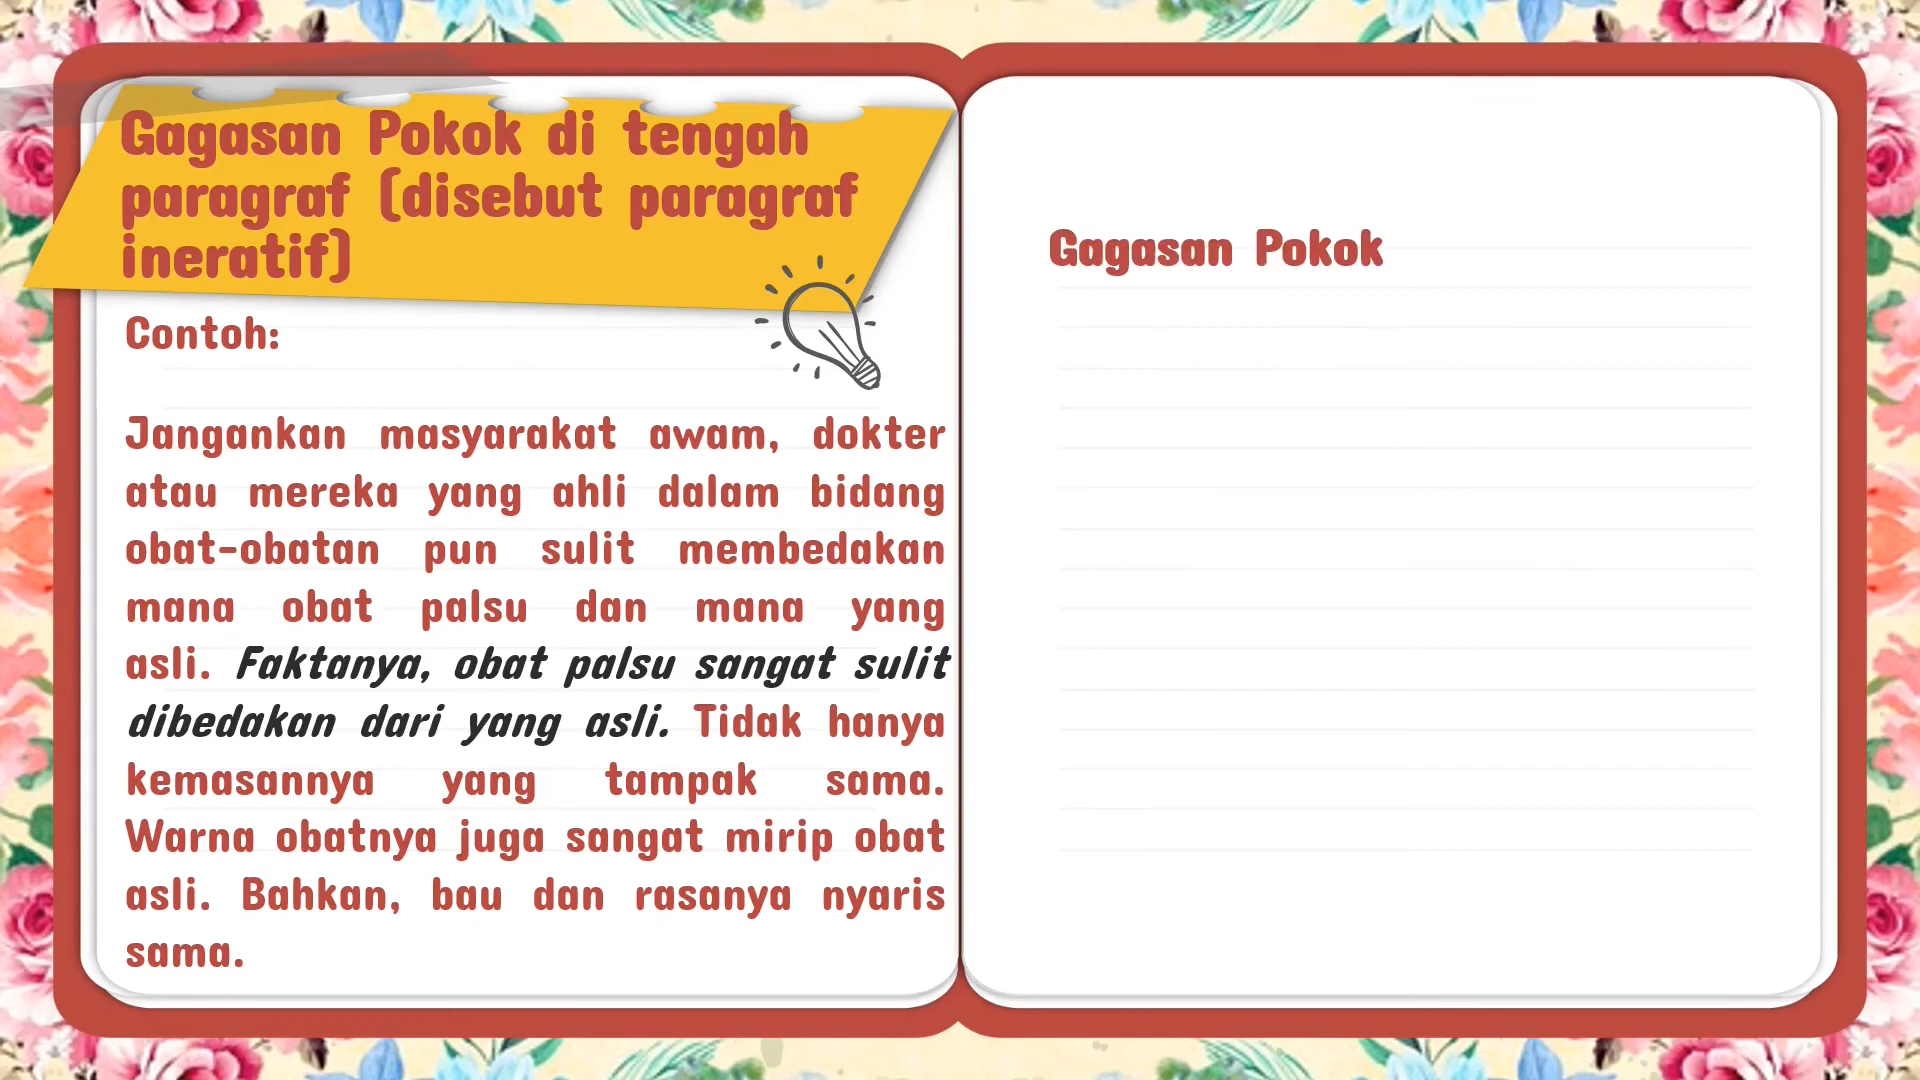 Gagasan Pokok di tengah
paragraf (disebut paragraf
ineratif)
Contoh:
Jangankan masyarakat awam, dokter
atau mereka yang ahli dalam bidang
obat-obatan pun sulit membedakan
mana obat palsu dan mana yang
asli. Faktanya, obat palsu sangat sulit
dibedakan dari yang asli. Tidak hanya
kemasannya yang tampak sama.
Warna obatnya juga sangat mirip obat
asli. Bahkan, bau dan rasanya nyaris
sama.
Gagasan Pokok